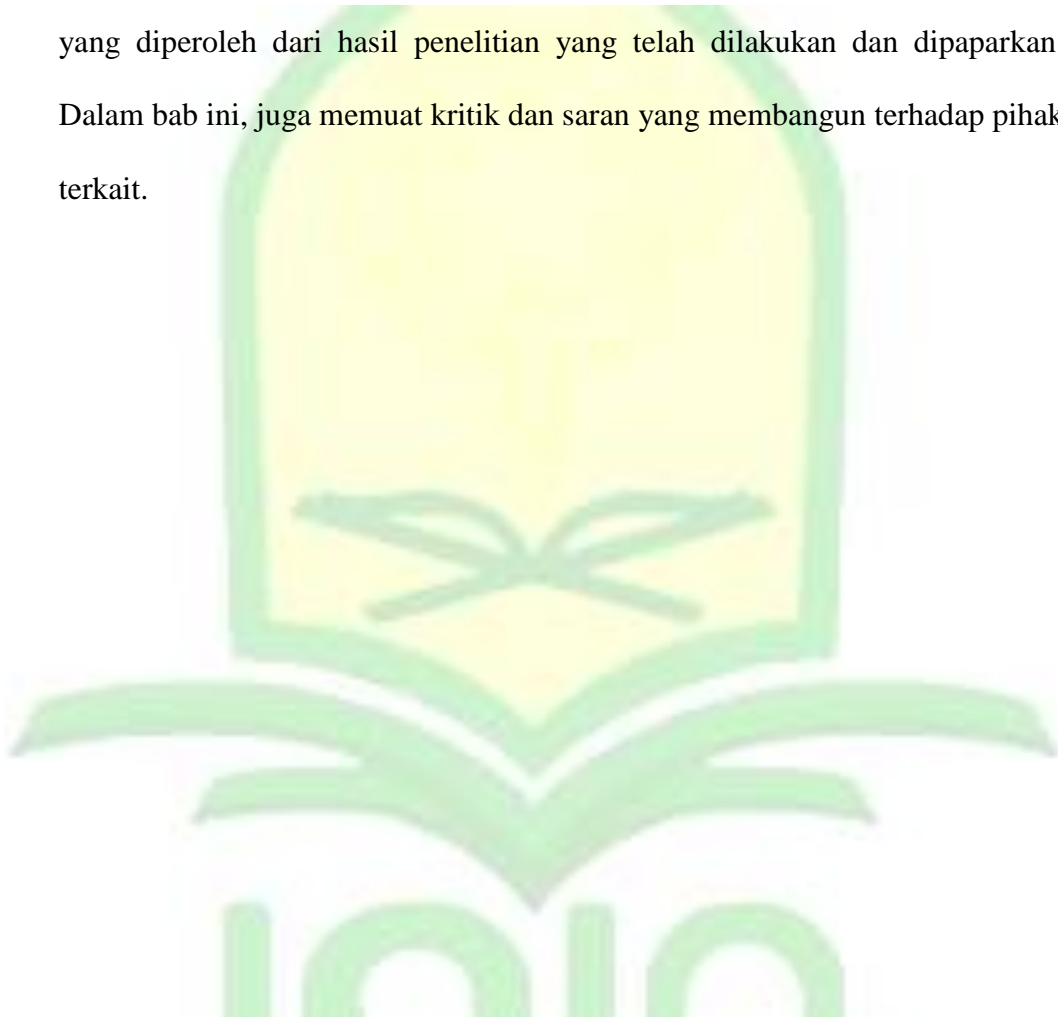 yang diperoleh dari hasil penelitian yang telah dilakukan dan dipaparkan
Dalam bab ini, juga memuat kritik dan saran yang membangun terhadap pihak
terkait.
IAIN